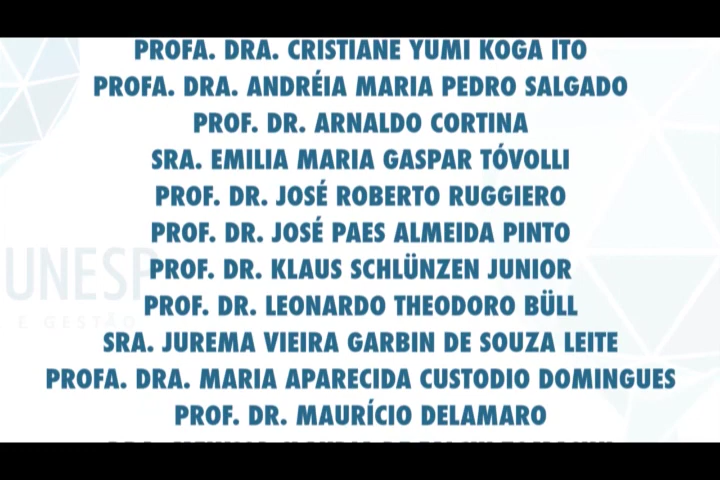 PROFA. DRA. CRISTIANE YUMI KOGA ITO
PROFA. DRA. ANDRÉIA MARIA PEDRO SALGADO
PROF. DR. ARNALDO CORTINA
SRA. EMILIA MARIA GASPAR TÓVOLLI
PROF. DR. JOSÉ ROBERTO RUGGIERO
PROF. DR. JOSÉ PAES ALMEIDA PINTO
PROF. DR. KLAUS SCHLÜNZEN JUNIOR
UNESP
PROF. DR. LEONARDO THEODORO BÜLL
E GESTÃO
SRA. JUREMA VIEIRA GARBIN DE SOUZA LEITE
PROFA. DRA. MARIA APARECIDA CUSTODIO DOMINGUES
PROF. DR. MAURÍCIO DELAMARO